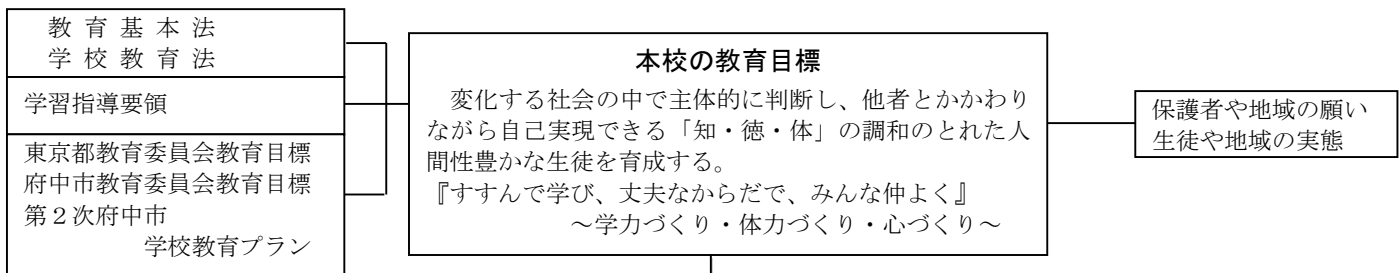 教 育 基 本 法
学 校 教 育 法
学習指導要領
東京都教育委員会教育目標
府中市教育委員会教育目標
第２次府中市
学校教育プラン
本校の教育目標
変化する社会の中で主体的に判断し、他者とかかわり
ながら自己実現できる「知・徳・体」の調和のとれた人
間性豊かな生徒を育成する。
『すすんで学び、丈夫なからだで、みんな仲よく』
～学力づくり・体力づくり・心づくり～
保護者や地域の願い
生徒や地域の実態